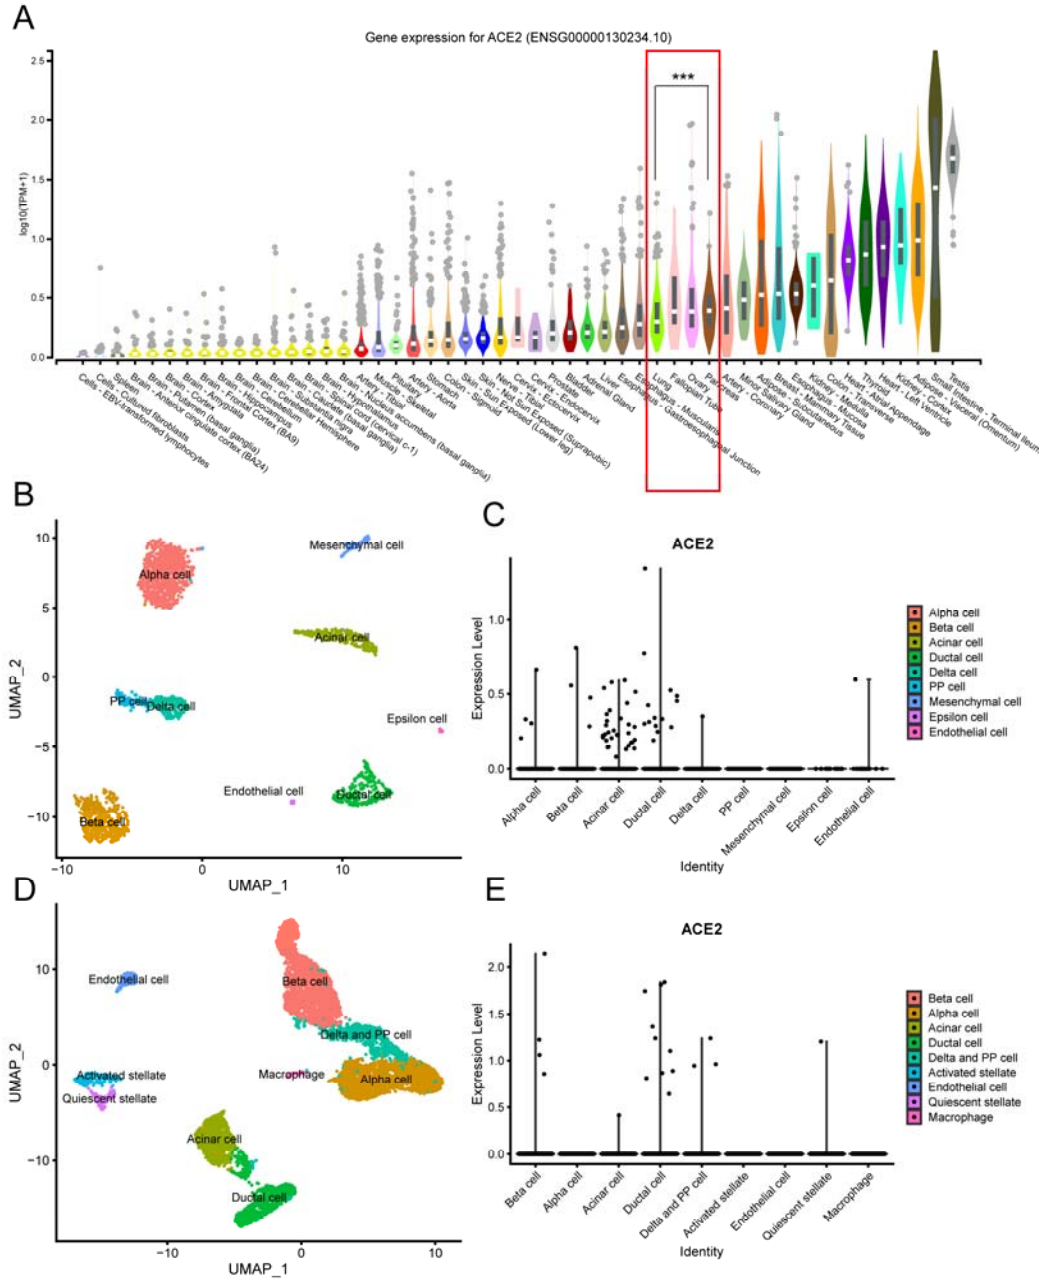 A
Gene expression for ACE2 (ENSG00000130234.10)
2.5
2.0
1.5
1.0
0.5
0.0
log10(TPM+1)
***
Cells - EBV-transformed lymphocytes
Cells - Cultured fibroblasts
Spleen
Brain - Putamen (basal ganglia)
Brain - Anterior cingulate cortex (BA24)
Brain - Cortex
Brain - Amygdala
Brain - Frontal Cortex (BA9)
Brain - Hippocampus
Brain - Cerebellum
Brain - Cerebellar Hemisphere
Brain - Substantia nigra
Brain - Caudate (basal ganglia)
Brain - Spinal cord (cervical c-1)
Brain - Hypothalamus
Brain - Nucleus accumbens (basal ganglia)
Artery - Tibial
Muscle - Skeletal
Pituitary
Artery - Aorta
Stomach
Colon - Sigmoid
Skin - Sun Exposed (Lower leg)
Skin - Not Sun Exposed (Suprapubic)
Nerve - Tibial
Cervix - Ectocervix
Cervix - Endocervix
Prostate
Bladder
Adrenal Gland
Liver
Esophagus - Gastroesophageal Junction
Esophagus - Muscularis
Lung
Fallopian Tube
Ovary
Pancreas
Artery - Coronary
Minor Salivary Gland
Adipose - Subcutaneous
Breast - Mammary Tissue
Esophagus - Mucosa
Kidney - Medulla
Colon - Transverse
Heart - Atrial Appendage
Thyroid
Heart - Left Ventricle
Kidney - Cortex
Adipose - Visceral (Omentum)
Small Intestine - Terminal Ileum
Testis
B
10
5
0
−5
−10
UMAP_2
Mesenchymal cell
Alpha cell
Acinar cell
PP cell
Delta cell
Epsilon cell
Endothelial cell
Ductal cell
Beta cell
−10
0
10
UMAP_1
C
ACE2
1.0
0.5
0.0
Expression Level
Alpha cell
Beta cell
Acinar cell
Ductal cell
Delta cell
PP cell
Mesenchymal cell
Epsilon cell
Endothelial cell
Identity
Alpha cell
Beta cell
Acinar cell
Ductal cell
Delta cell
PP cell
Mesenchymal cell
Epsilon cell
Endothelial cell
D
10
0
−10
UMAP_2
Endothelial cell
Beta cell
Delta and PP cell
Activated stellate
Macrophage
Alpha cell
Quiescent stellate
Acinar cell
Ductal cell
−10
0
10
UMAP_1
E
ACE2
2.0
1.5
1.0
0.5
0.0
Expression Level
Beta cell
Alpha cell
Acinar cell
Ductal cell
Delta and PP cell
Activated stellate
Endothelial cell
Quiescent stellate
Macrophage
Identity
Beta cell
Alpha cell
Acinar cell
Ductal cell
Delta and PP cell
Activated stellate
Endothelial cell
Quiescent stellate
Macrophage